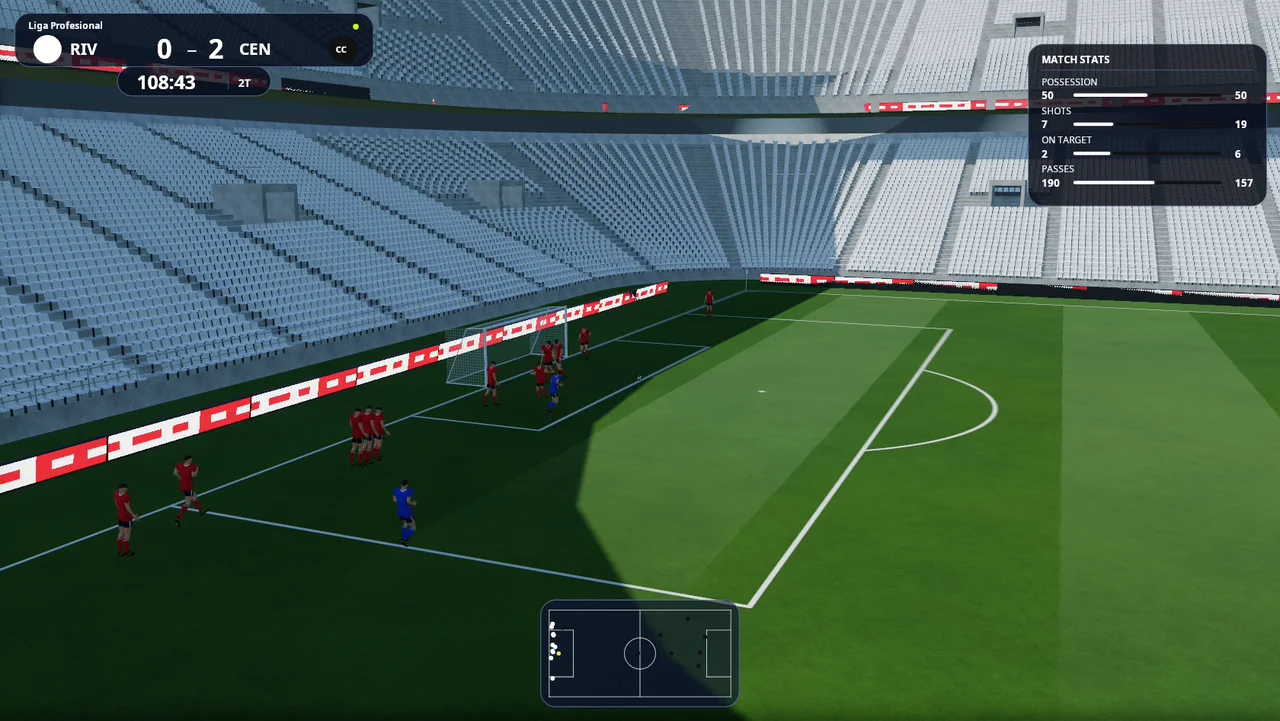 Liga Profesional
RIV 0 – 2 CEN CC
108:43 2T
MATCH STATS
POSSESSION
50 50
SHOTS
7 19
ON TARGET
2 6
PASSES
190 157